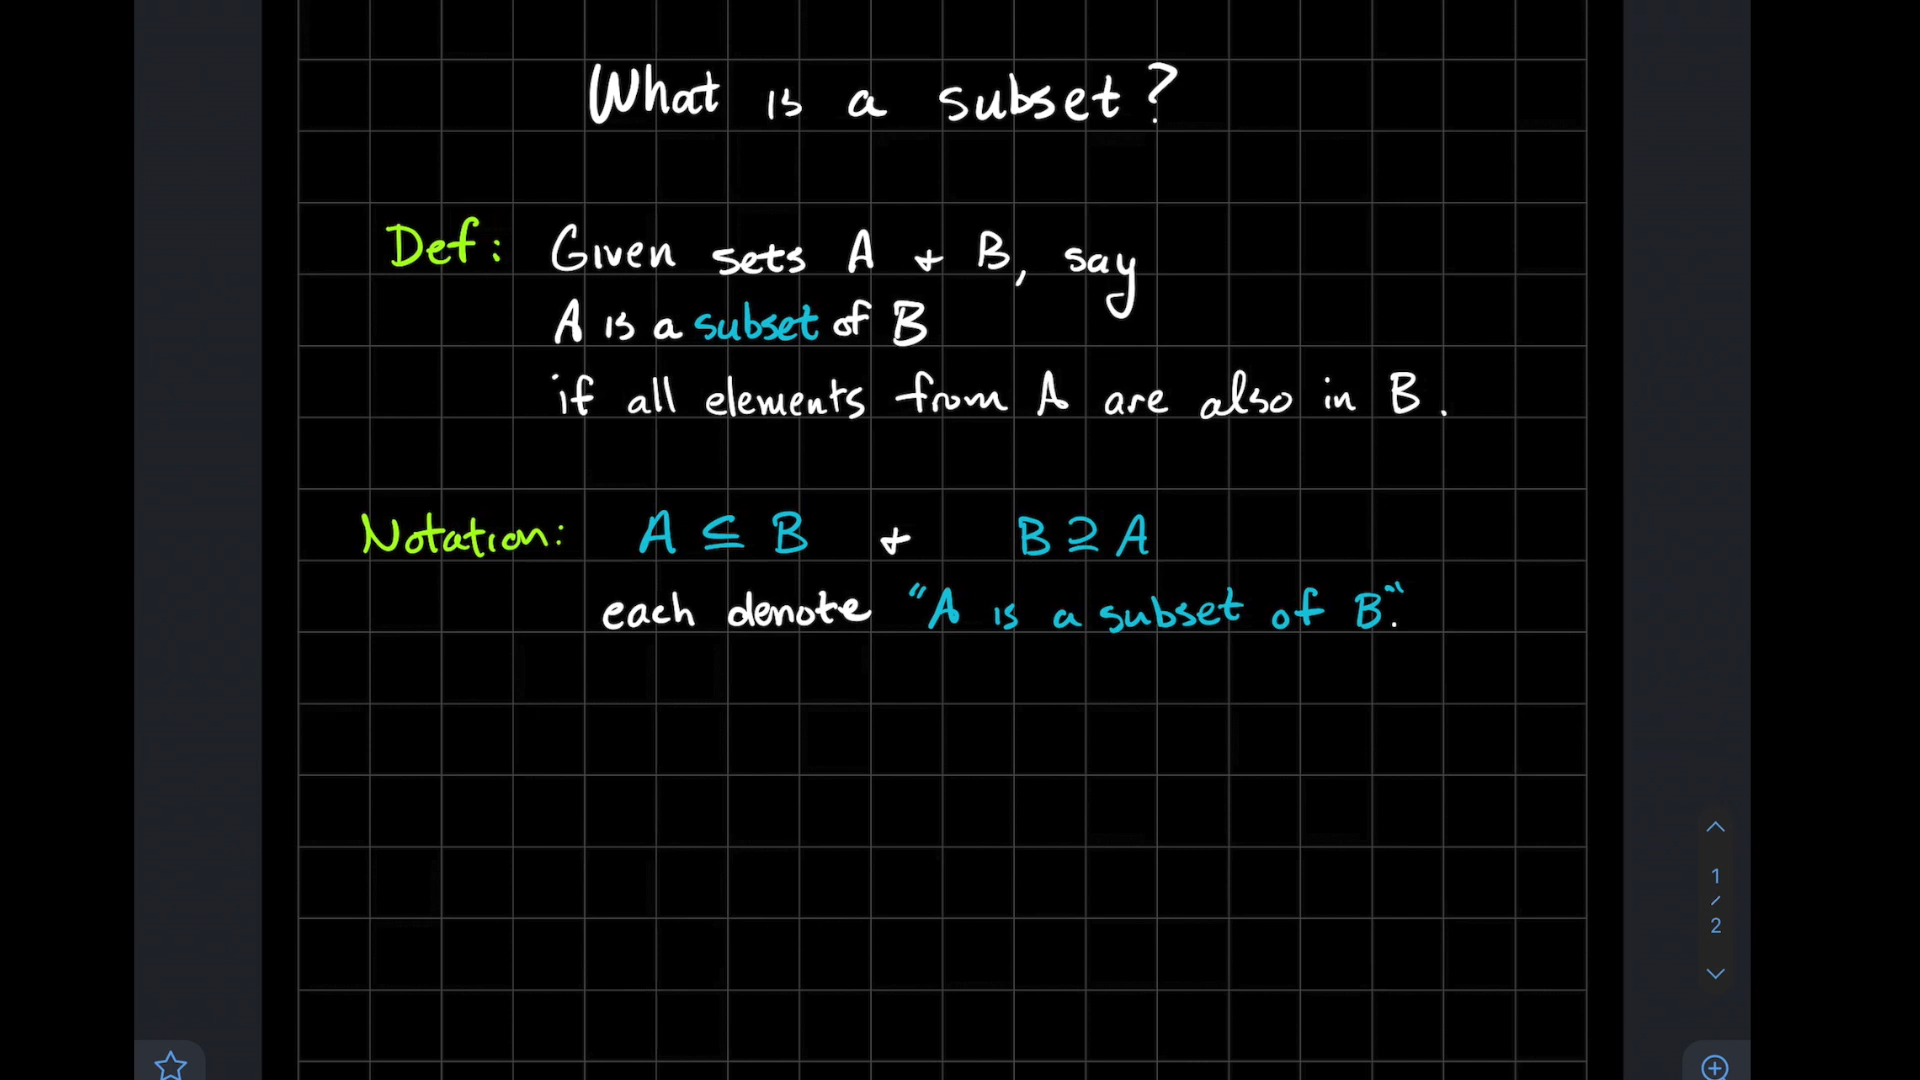 What is a subset?
Def: Given sets A + B, say
A is a subset of B
if all elements from A are also in B.
Notation: A ⊆ B + B ⊇ A
each denote "A is a subset of B."
1
/
2